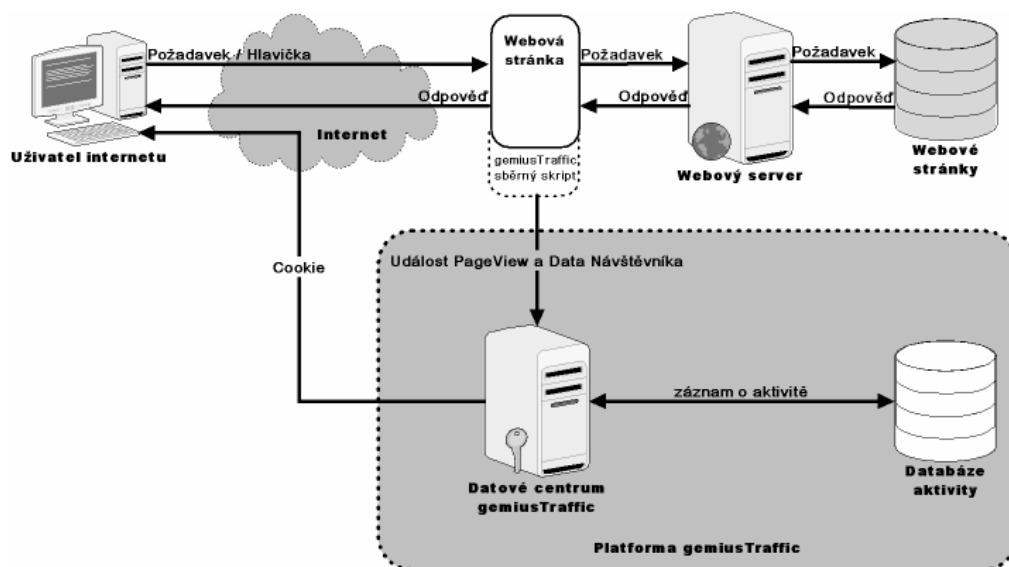 Požadavek / Hlavička
Odpověď
Internet
Uživatel internetu
Webová
stránka
gemiusTraffic
sběrný skript
Požadavek
Odpověď
Webový server
Požadavek
Odpověď
Webové
stránky
Cookie
Událost PageView a Data Návštěvníka
záznam o aktivitě
Datové centrum
gemiusTraffic
Databáze
aktivity
Platforma gemiusTraffic